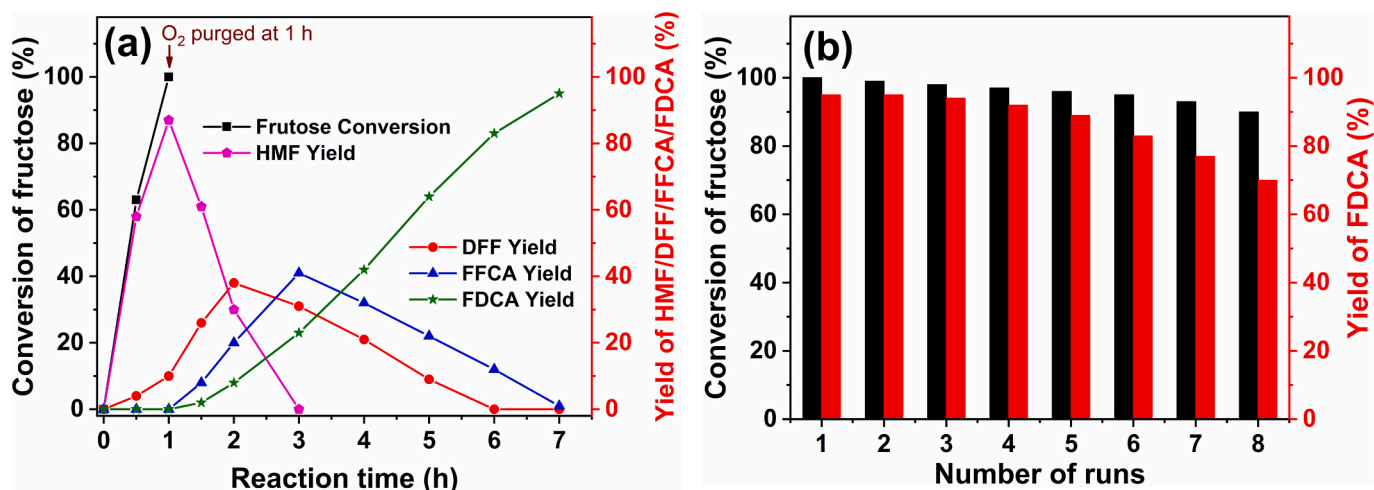 (a)
O₂ purged at 1 h
Conversion of fructose (%)
100
80
60
40
20
0
Frutose Conversion
HMF Yield
DFF Yield
FFCA Yield
FDCA Yield
0 1 2 3 4 5 6 7
Reaction time (h)
100
80
60
40
20
0
Yield of HMF/DFF/FFCA/FDCA (%)
(b)
Conversion of fructose (%)
100
80
60
40
20
0
1 2 3 4 5 6 7 8
Number of runs
100
80
60
40
20
0
Yield of FDCA (%)